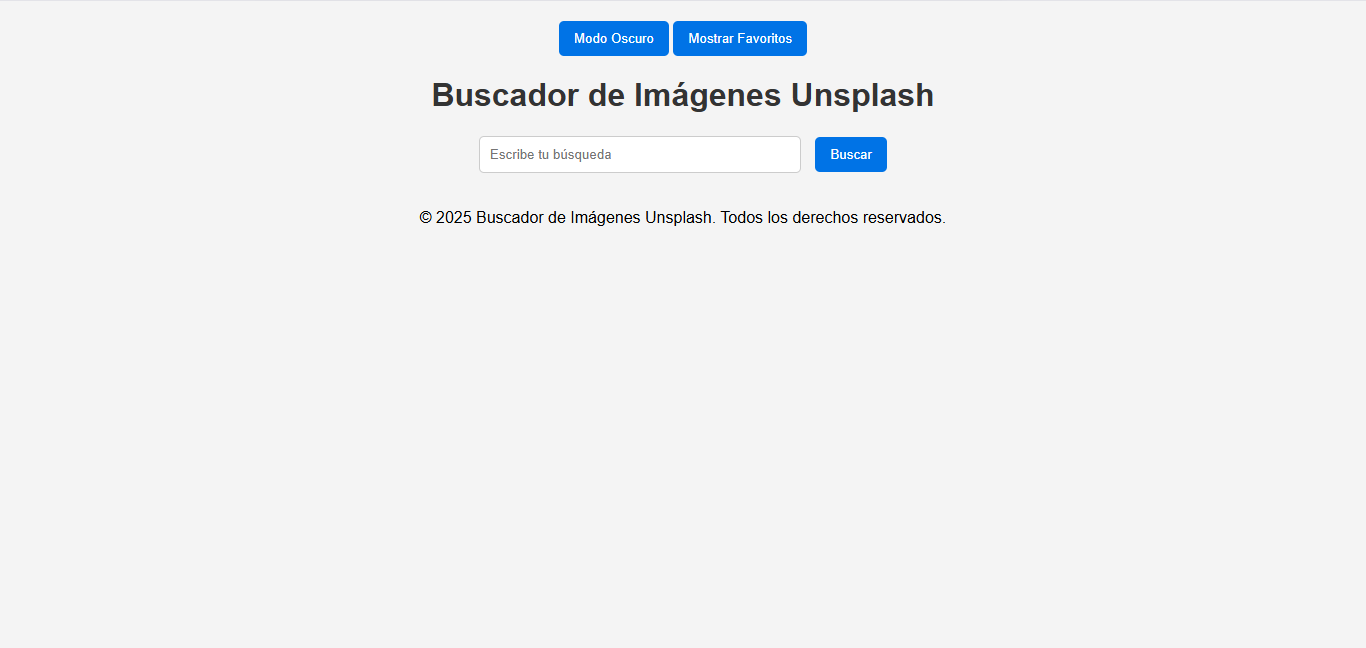 Modo Oscuro Mostrar Favoritos
Buscador de Imágenes Unsplash
Escribe tu búsqueda Buscar
© 2025 Buscador de Imágenes Unsplash. Todos los derechos reservados.